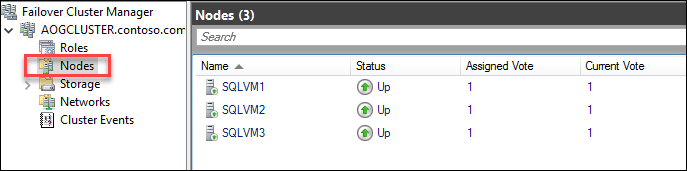 Failover Cluster Manager
AOGCLUSTER.contoso.com
Roles
Nodes
Storage
Networks
Cluster Events
Nodes (3)
Search
Name Status Assigned Vote Current Vote
SQLVM1 Up 1 1
SQLVM2 Up 1 1
SQLVM3 Up 1 1